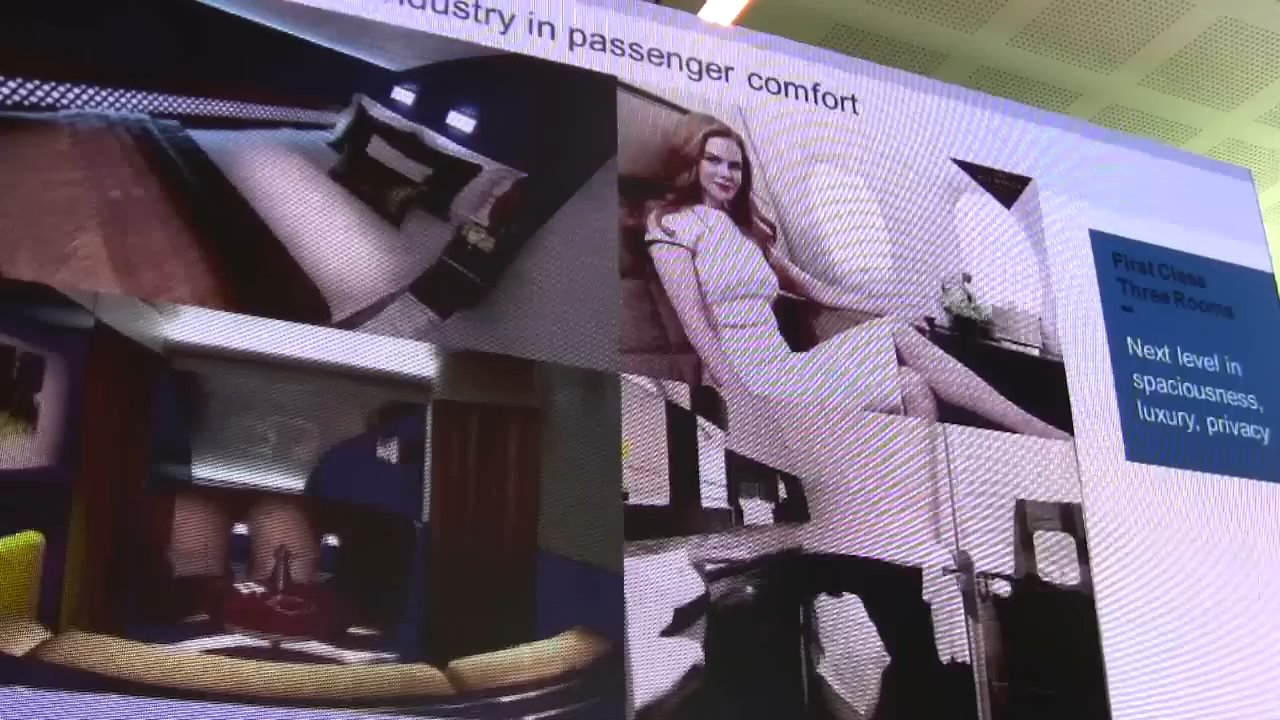 industry in passenger comfort
First Class
Three Rooms
–
Next level in
spaciousness,
luxury, privacy